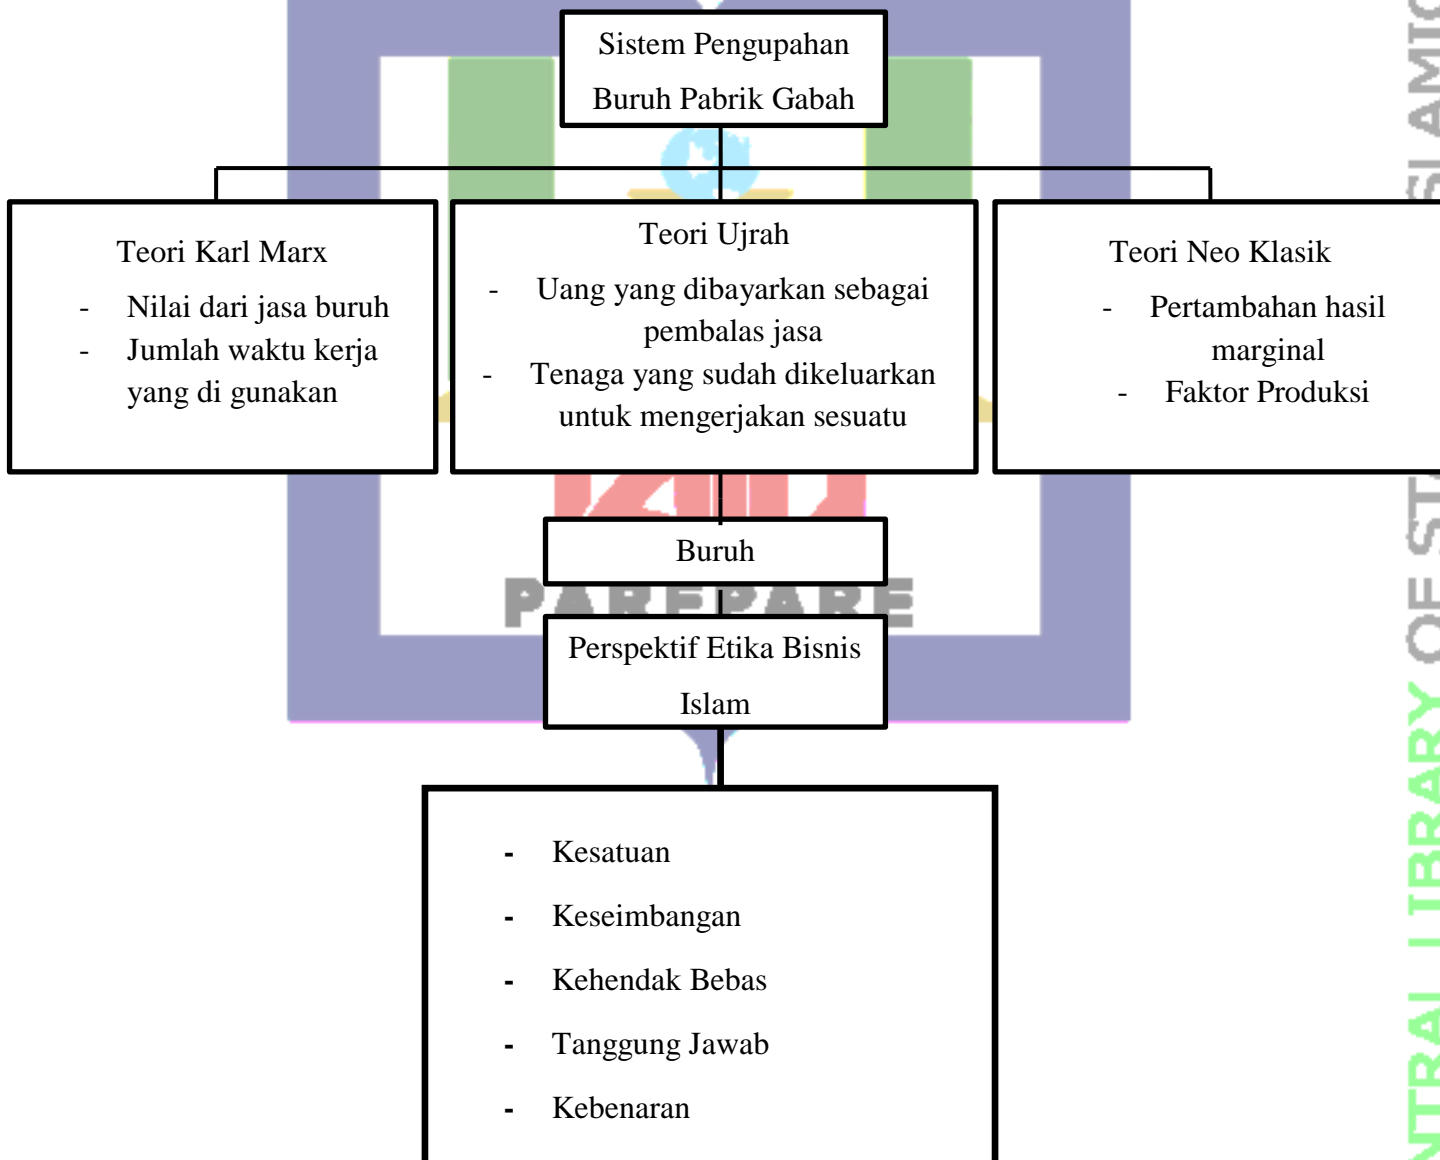 Sistem Pengupahan
Buruh Pabrik Gabah
Teori Karl Marx
- Nilai dari jasa buruh
- Jumlah waktu kerja
yang di gunakan
Teori Ujrah
- Uang yang dibayarkan sebagai
pembalas jasa
- Tenaga yang sudah dikeluarkan
untuk mengerjakan sesuatu
Teori Neo Klasik
- Pertambahan hasil
marginal
- Faktor Produksi
Buruh
PAREPARE
Perspektif Etika Bisnis
Islam
- Kesatuan
- Keseimbangan
- Kehendak Bebas
- Tanggung Jawab
- Kebenaran
LIBRARY OF